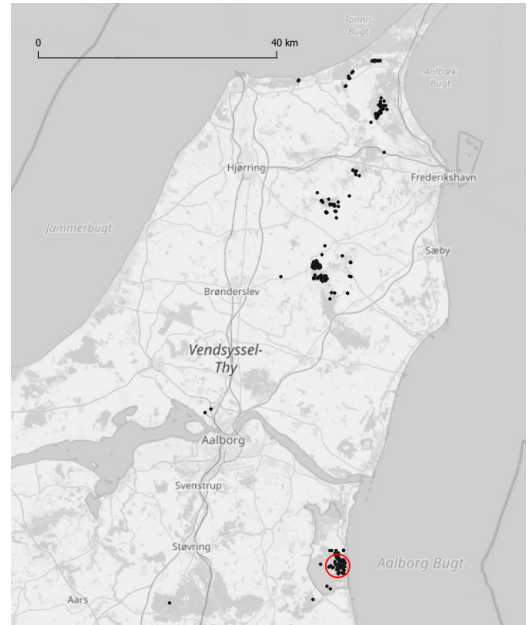 Tannis
Bugt
0
40 km
Aalbæk
Bugt
Hjørring
Frederikshavn
Jammerbugt
Sæby
Brønderslev
Vendsyssel-
Thy
Aalborg
Svenstrup
Støvring
Aalborg Bugt
Aars